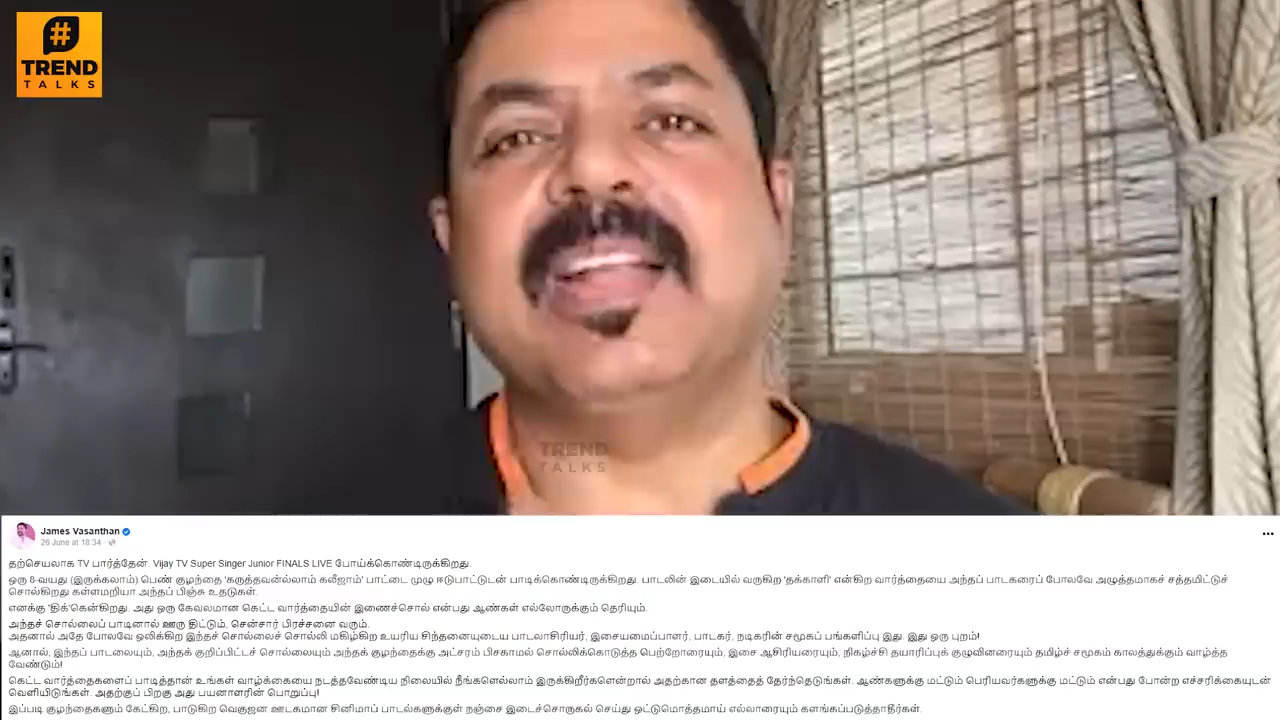 #
TREND
TALKS
TREND
TALKS
James Vasanthan
26 June at 18:34
தற்செயலாக TV பார்த்தேன். Vijay TV Super Singer Junior FINALS LIVE போய்க்கொண்டிருக்கிறது.
ஒரு 8-வயது (இருக்கலாம்) பெண் குழந்தை 'கருத்தவன்ல்லாம் கலீஜாம்' பாட்டை முழு ஈடுபாட்டுடன் பாடிக்கொண்டிருக்கிறது. பாடலின் இடையில் வருகிற 'தக்காளி' என்கிற வார்த்தையை அந்தப் பாடகரைப் போலவே அழுத்தமாகச் சத்தமிட்டுச்
சொல்கிறது கள்ளமறியா அந்தப் பிஞ்சு உதடுகள்.
எனக்கு 'திக்'கென்கிறது. அது ஒரு கேவலமான கெட்ட வார்த்தையின் இணைச்சொல் என்பது ஆண்கள் எல்லோருக்கும் தெரியும்.
அந்தச் சொல்லைப் பாடினால் ஊரு திட்டும், சென்சார் பிரச்சனை வரும்.
அதனால் அதே போலவே ஒலிக்கிற இந்தச் சொல்லைச் சொல்லி மகிழ்கிற உயரிய சிந்தனையுடைய பாடலாசிரியர், இசையமைப்பாளர், பாடகர், நடிகரின் சமூகப் பங்களிப்பு இது. இது ஒரு புறம்!
ஆனால், இந்தப் பாடலையும், அந்தக் குறிப்பிட்டச் சொல்லையும் அந்தக் குழந்தைக்கு அட்சரம் பிசகாமல் சொல்லிக்கொடுத்த பெற்றோரையும், இசை ஆசிரியரையும், நிகழ்ச்சி தயாரிப்புக் குழுவினரையும் தமிழ்ச் சமூகம் காலத்துக்கும் வாழ்த்த
வேண்டும்!
கெட்ட வார்த்தைகளைப் பாடித்தான் உங்கள் வாழ்க்கையை நடத்தவேண்டிய நிலையில் நீங்களெல்லாம் இருக்கிறீர்களென்றால் அதற்கான தளத்தைத் தேர்ந்தெடுங்கள். ஆண்களுக்கு மட்டும் பெரியவர்களுக்கு மட்டும் என்பது போன்ற எச்சரிக்கையுடன்
வெளியிடுங்கள். அதற்குப் பிறகு அது பயனாளரின் பொறுப்பு!
இப்படி குழந்தைகளும் கேட்கிற, பாடுகிற வெகுஜன ஊடகமான சினிமாப் பாடல்களுக்குள் நஞ்சை இடைச்சொருகல் செய்து ஒட்டுமொத்தமாய் எல்லாரையும் களங்கப்படுத்தாதீர்கள்.